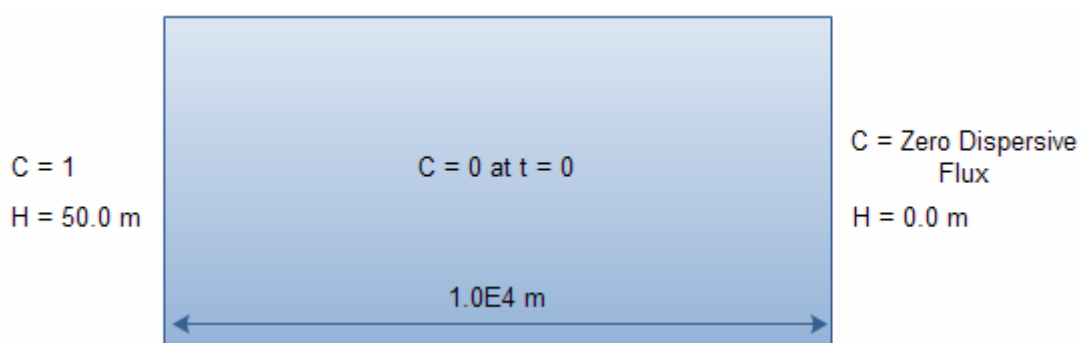 C = 1
H = 50.0 m
C = 0 at t = 0
1.0E4 m
C = Zero Dispersive
Flux
H = 0.0 m